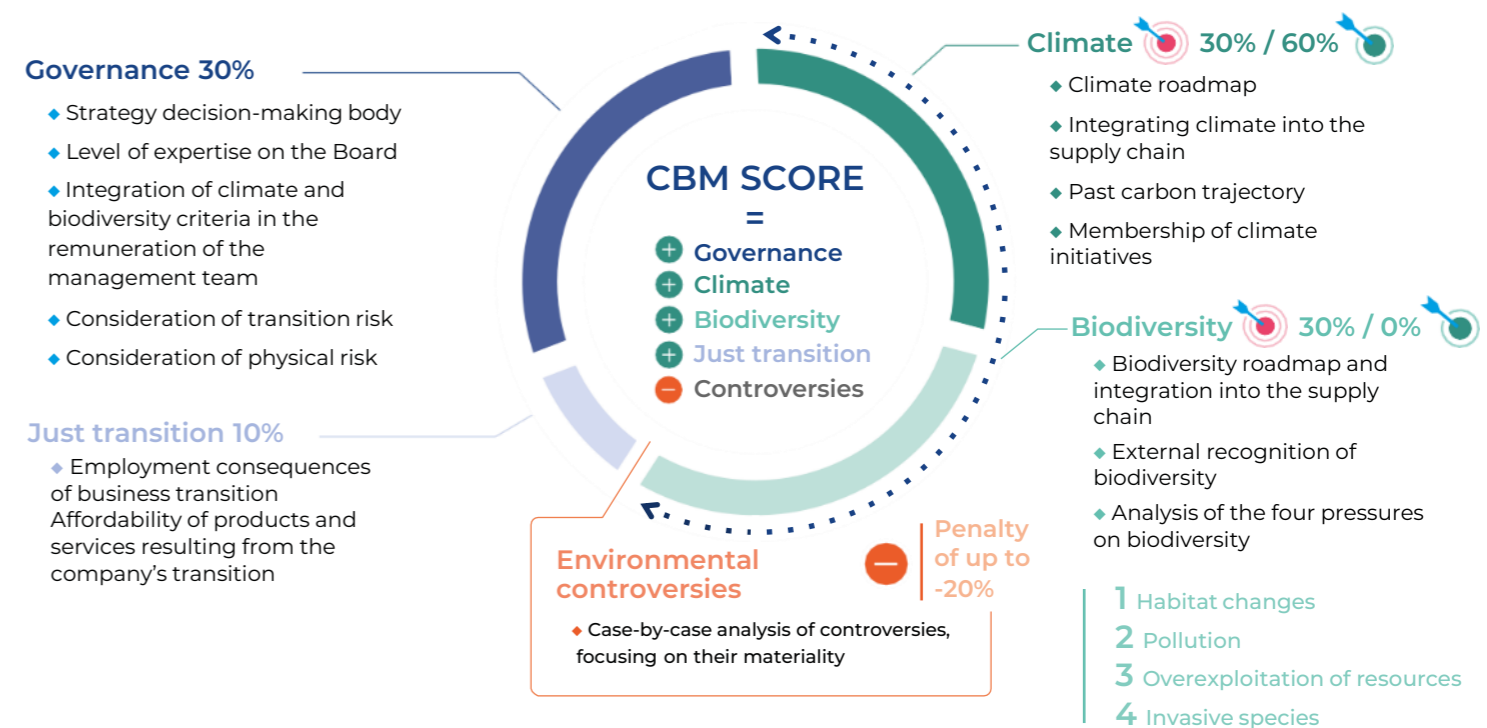 Governance 30%
◆ Strategy decision-making body
◆ Level of expertise on the Board
◆ Integration of climate and
biodiversity criteria in the
remuneration of the
management team
◆ Consideration of transition risk
◆ Consideration of physical risk
Just transition 10%
◆ Employment consequences
of business transition
Affordability of products and
services resulting from the
company’s transition
CBM SCORE
=
+ Governance
+ Climate
+ Biodiversity
+ Just transition
− Controversies
Environmental
controversies
−
Penalty
of up to
-20%
◆ Case-by-case analysis of controversies,
focusing on their materiality
Climate 30% / 60%
◆ Climate roadmap
◆ Integrating climate into the
supply chain
◆ Past carbon trajectory
◆ Membership of climate
initiatives
Biodiversity 30% / 0%
◆ Biodiversity roadmap and
integration into the supply
chain
◆ External recognition of
biodiversity
◆ Analysis of the four pressures
on biodiversity
1 Habitat changes
2 Pollution
3 Overexploitation of resources
4 Invasive species